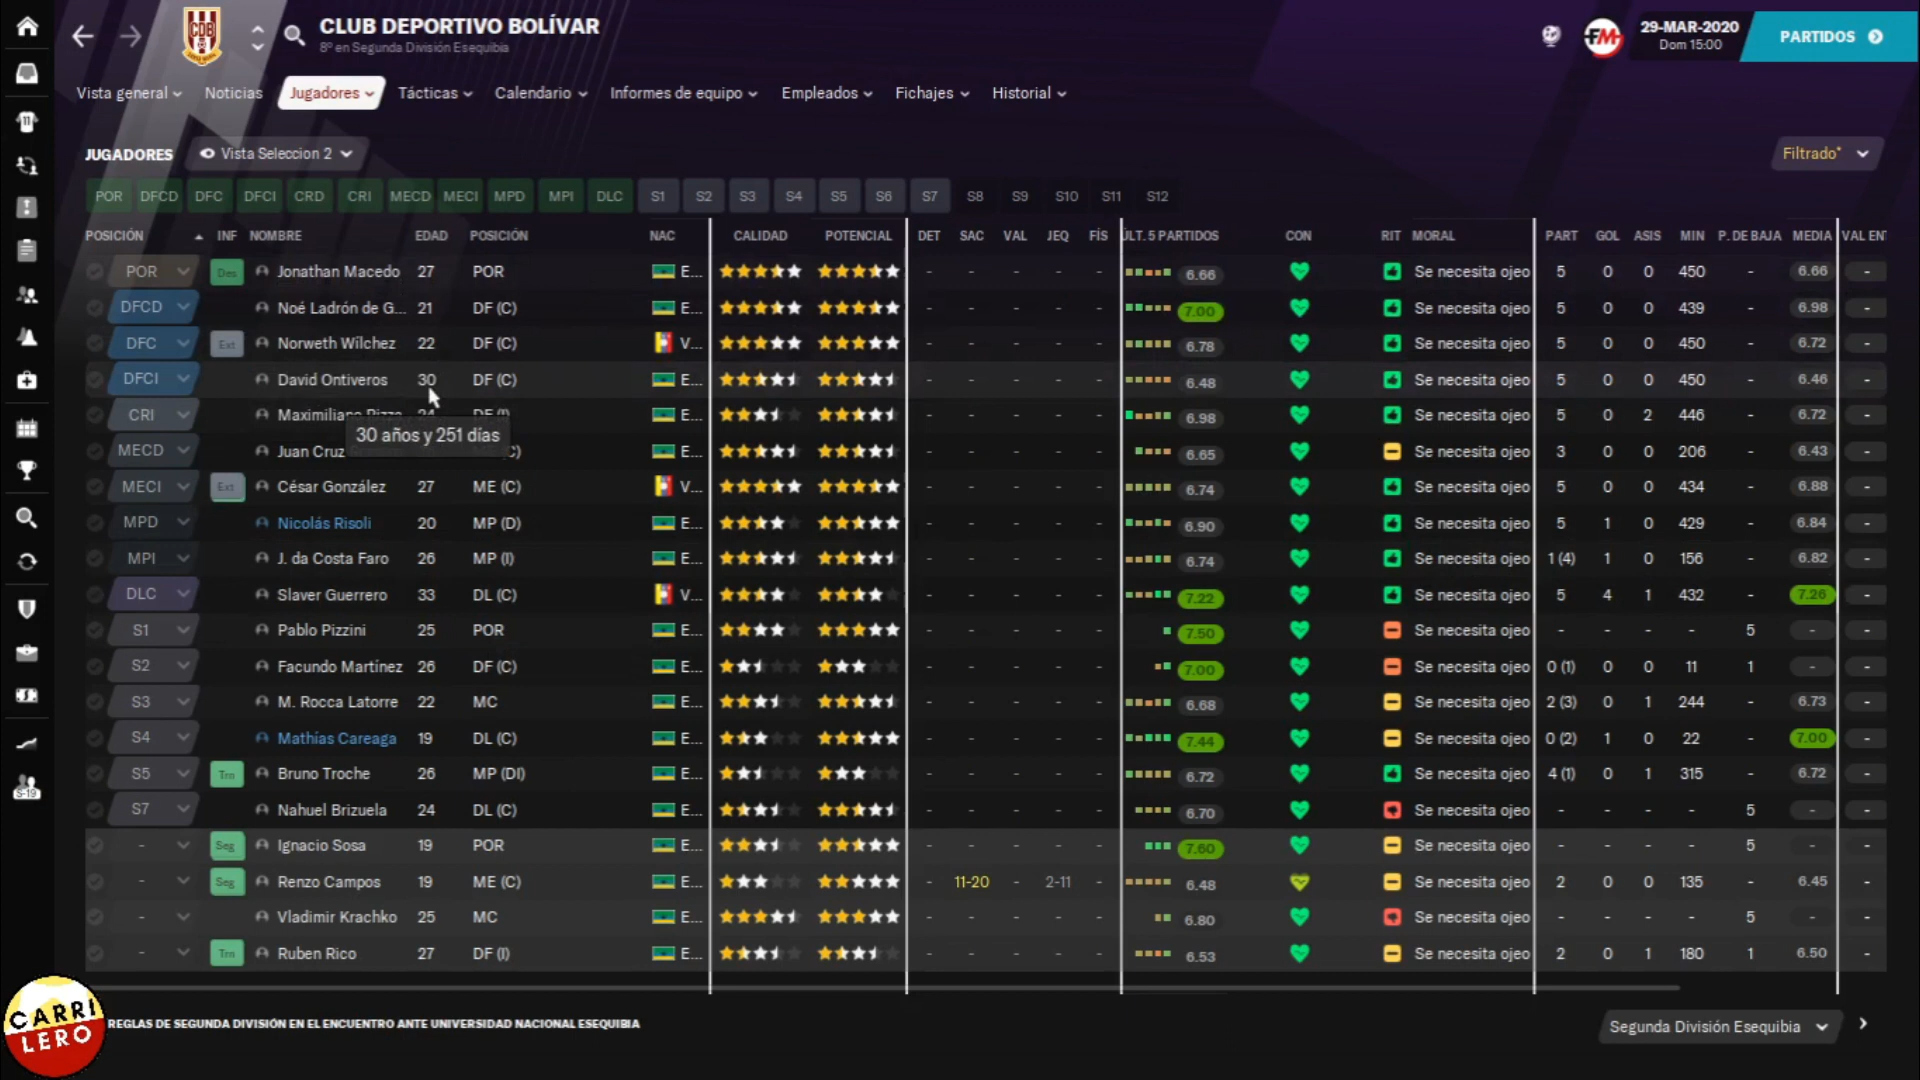 CLUB DEPORTIVO BOLÍVAR
8º en Segunda División Esequibia
29-MAR-2020
Dom 15:00
PARTIDOS
Vista general Noticias Jugadores Tácticas Calendario Informes de equipo Empleados Fichajes Historial
JUGADORES Vista Seleccion 2 Filtrado*
POR DFCD DFC DFCI CRD CRI MECD MECI MPD MPI DLC S1 S2 S3 S4 S5 S6 S7 S8 S9 S10 S11 S12
POSICIÓN INF NOMBRE EDAD POSICIÓN NAC CALIDAD POTENCIAL DET SAC VAL JEQ FÍS ÚLT. 5 PARTIDOS CON RIT MORAL PART GOL ASIS MIN P. DE BAJA MEDIA VAL ENT
POR Des Jonathan Macedo 27 POR E... - - - - - 6.66 Se necesita ojeo 5 0 0 450 - 6.66 -
DFCD Noé Ladrón de G... 21 DF (C) E... - - - - - 7.00 Se necesita ojeo 5 0 0 439 - 6.98 -
DFC Ext Norweth Wílchez 22 DF (C) V... - - - - - 6.78 Se necesita ojeo 5 0 0 450 - 6.72 -
DFCI David Ontiveros 30 DF (C) E... - - - - - 6.48 Se necesita ojeo 5 0 0 450 - 6.46 -
CRI Maximiliano 24 DF (I) E... - - - - - 6.98 Se necesita ojeo 5 0 2 446 - 6.72 -
30 años y 251 días
MECD Juan Cruz E... - - - - - 6.65 Se necesita ojeo 3 0 0 206 - 6.43 -
MECI Ext César González 27 ME (C) V... - - - - - 6.74 Se necesita ojeo 5 0 0 434 - 6.88 -
MPD Nicolás Risoli 20 MP (D) E... - - - - - 6.90 Se necesita ojeo 5 1 0 429 - 6.84 -
MPI J. da Costa Faro 26 MP (I) E... - - - - - 6.74 Se necesita ojeo 1 (4) 1 0 156 - 6.82 -
DLC Slaver Guerrero 33 DL (C) V... - - - - - 7.22 Se necesita ojeo 5 4 1 432 - 7.26 -
S1 Pablo Pizzini 25 POR E... - - - - - 7.50 Se necesita ojeo - - - - 5 - -
S2 Facundo Martínez 26 DF (C) E... - - - - - 7.00 Se necesita ojeo 0 (1) 0 0 11 1 - -
S3 M. Rocca Latorre 22 MC E... - - - - - 6.68 Se necesita ojeo 2 (3) 0 1 244 - 6.73 -
S4 Mathías Careaga 19 DL (C) E... - - - - - 7.44 Se necesita ojeo 0 (2) 1 0 22 - 7.00 -
S5 Trn Bruno Troche 26 MP (DI) E... - - - - - 6.72 Se necesita ojeo 4 (1) 0 1 315 - 6.72 -
S7 Nahuel Brizuela 24 DL (C) E... - - - - - 6.70 Se necesita ojeo - - - - 5 - -
- Seg Ignacio Sosa 19 POR E... - - - - - 7.60 Se necesita ojeo - - - - 5 - -
- Seg Renzo Campos 19 ME (C) E... - 11-20 - 2-11 - 6.48 Se necesita ojeo 2 0 0 135 - 6.45 -
- Vladimir Krachko 25 MC E... - - - - - 6.80 Se necesita ojeo - - - - 5 - -
- Trn Ruben Rico 27 DF (I) E... - - - - - 6.53 Se necesita ojeo 2 0 1 180 1 6.50 -
CARRI
LERO
REGLAS DE SEGUNDA DIVISIÓN EN EL ENCUENTRO ANTE UNIVERSIDAD NACIONAL ESEQUIBIA
Segunda División Esequibia